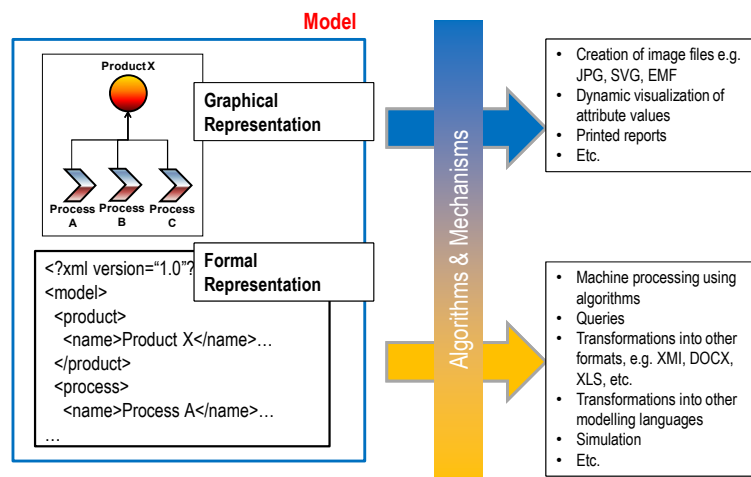 Model
Product X
Graphical
Representation
Process
A
Process
B
Process
C
Formal
Representation
<?xml version=“1.0”?
<model>
<product>
<name>Product X</name>…
</product>
<process>
<name>Process A</name>…
…
Algorithms & Mechanisms
• Creation of image files e.g.
JPG, SVG, EMF
• Dynamic visualization of
attribute values
• Printed reports
• Etc.
• Machine processing using
algorithms
• Queries
• Transformations into other
formats, e.g. XMI, DOCX,
XLS, etc.
• Transformations into other
modelling languages
• Simulation
• Etc.